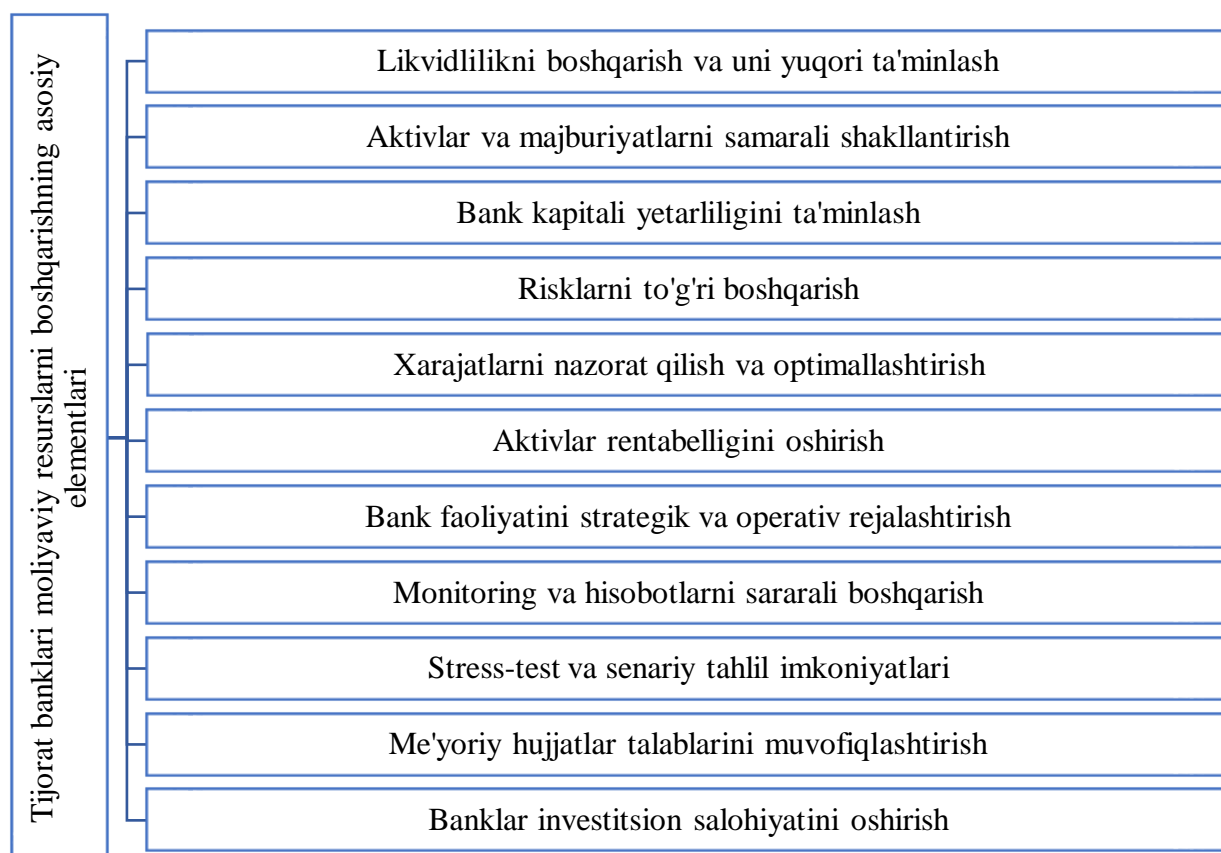 Tijorat banklari moliyaviy resurslarni boshqarishning asosiy
elementlari
Likvidlilikni boshqarish va uni yuqori ta'minlash
Aktivlar va majburiyatlarni samarali shakllantirish
Bank kapitali yetarliligini ta'minlash
Risklarni to'g'ri boshqarish
Xarajatlarni nazorat qilish va optimallashtirish
Aktivlar rentabelligini oshirish
Bank faoliyatini strategik va operativ rejalashtirish
Monitoring va hisobotlarni sararali boshqarish
Stress-test va senariy tahlil imkoniyatlari
Me'yoriy hujjatlar talablarini muvofiqlashtirish
Banklar investitsion salohiyatini oshirish